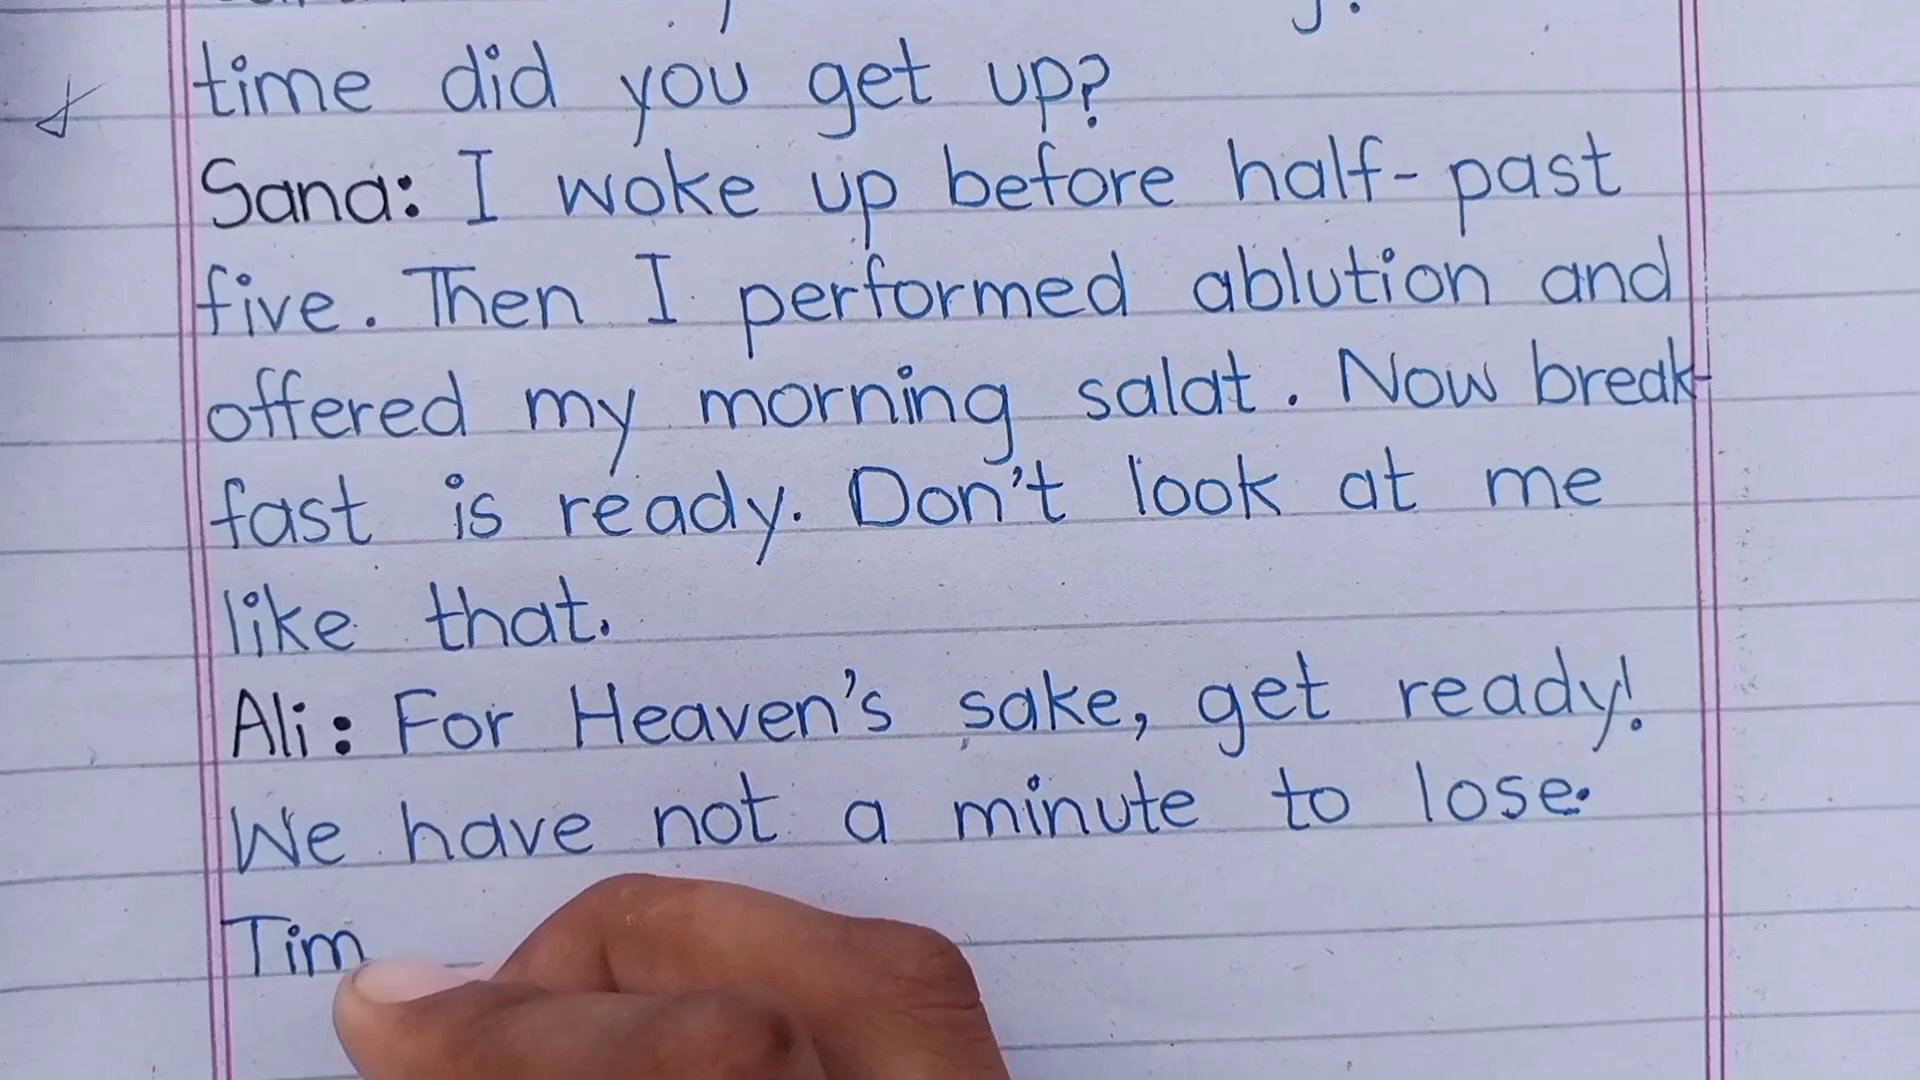 time did you get up?
Sana: I woke up before half-past
five. Then I performed ablution and
offered my morning salat. Now break-
fast is ready. Don't look at me
like that.
Ali: For Heaven's sake, get ready!
We have not a minute to lose.
Tim